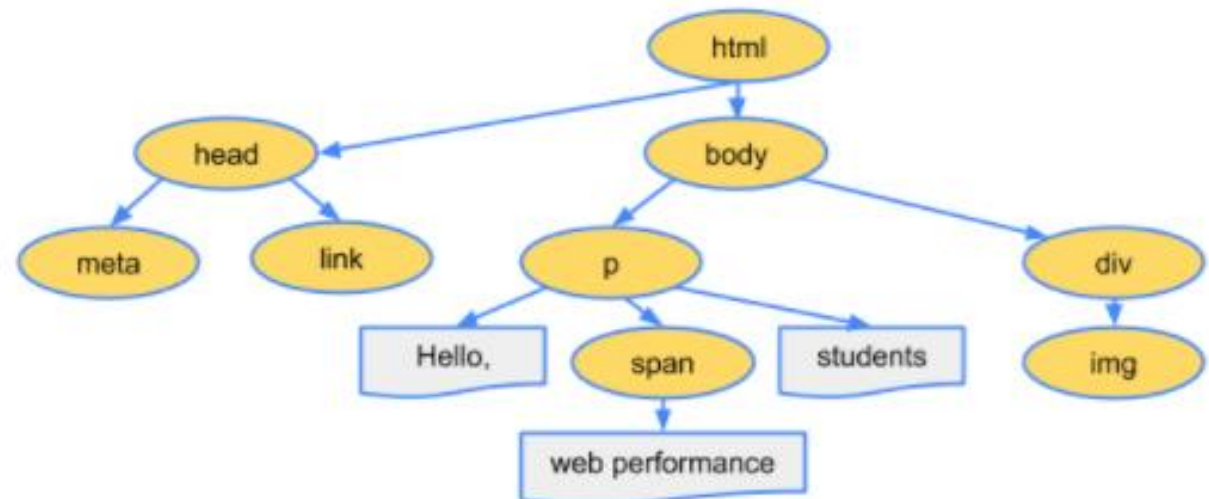 html
head
body
meta
link
p
div
Hello,
span
students
img
web performance